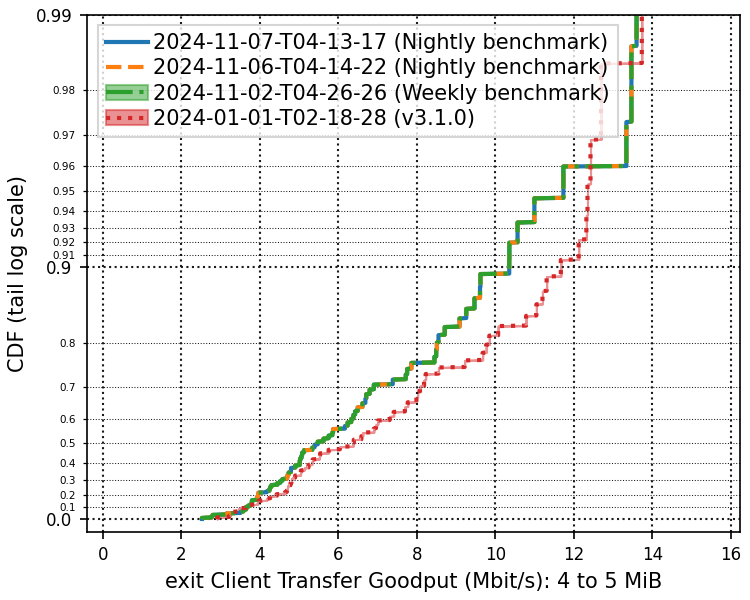 0.99
2024-11-07-T04-13-17 (Nightly benchmark)
2024-11-06-T04-14-22 (Nightly benchmark)
2024-11-02-T04-26-26 (Weekly benchmark)
2024-01-01-T02-18-28 (v3.1.0)
0.98
0.97
0.96
0.95
0.94
0.93
0.92
0.91
0.9
0.8
0.7
0.6
0.5
0.4
0.3
0.2
0.1
0.0
CDF (tail log scale)
0 2 4 6 8 10 12 14 16
exit Client Transfer Goodput (Mbit/s): 4 to 5 MiB